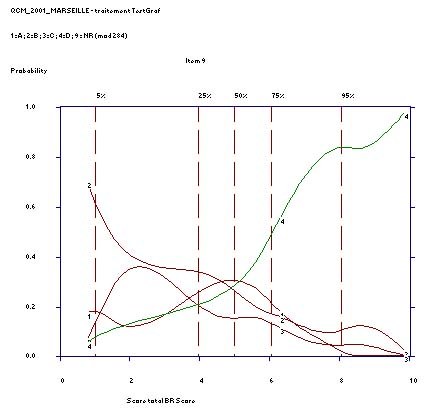 QCM_2001_MARSEILLE - traitement TestGraf
1=A; 2=B; 3=C; 4=D; 9=NR (mod 284)
Item 9
Probability
5% 25% 50% 75% 95%
1.0
4
0.8
2
0.6
4
0.4
0.2
1
1
2
3
4
0.0
2
3
0 2 4 6 8 10
Score total BR Score